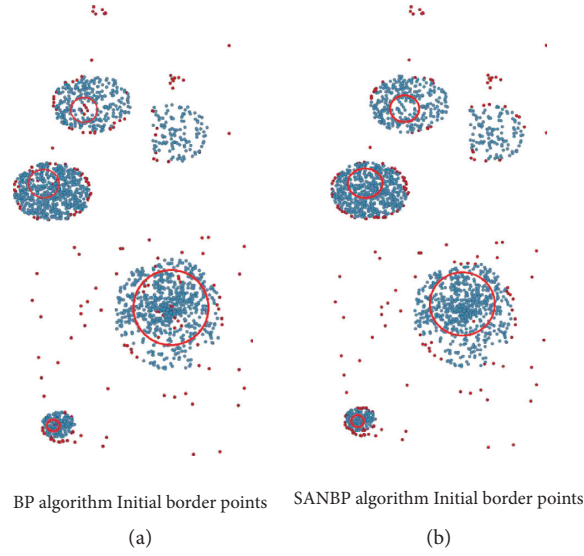 BP algorithm Initial border points
SANBP algorithm Initial border points
(a)
(b)